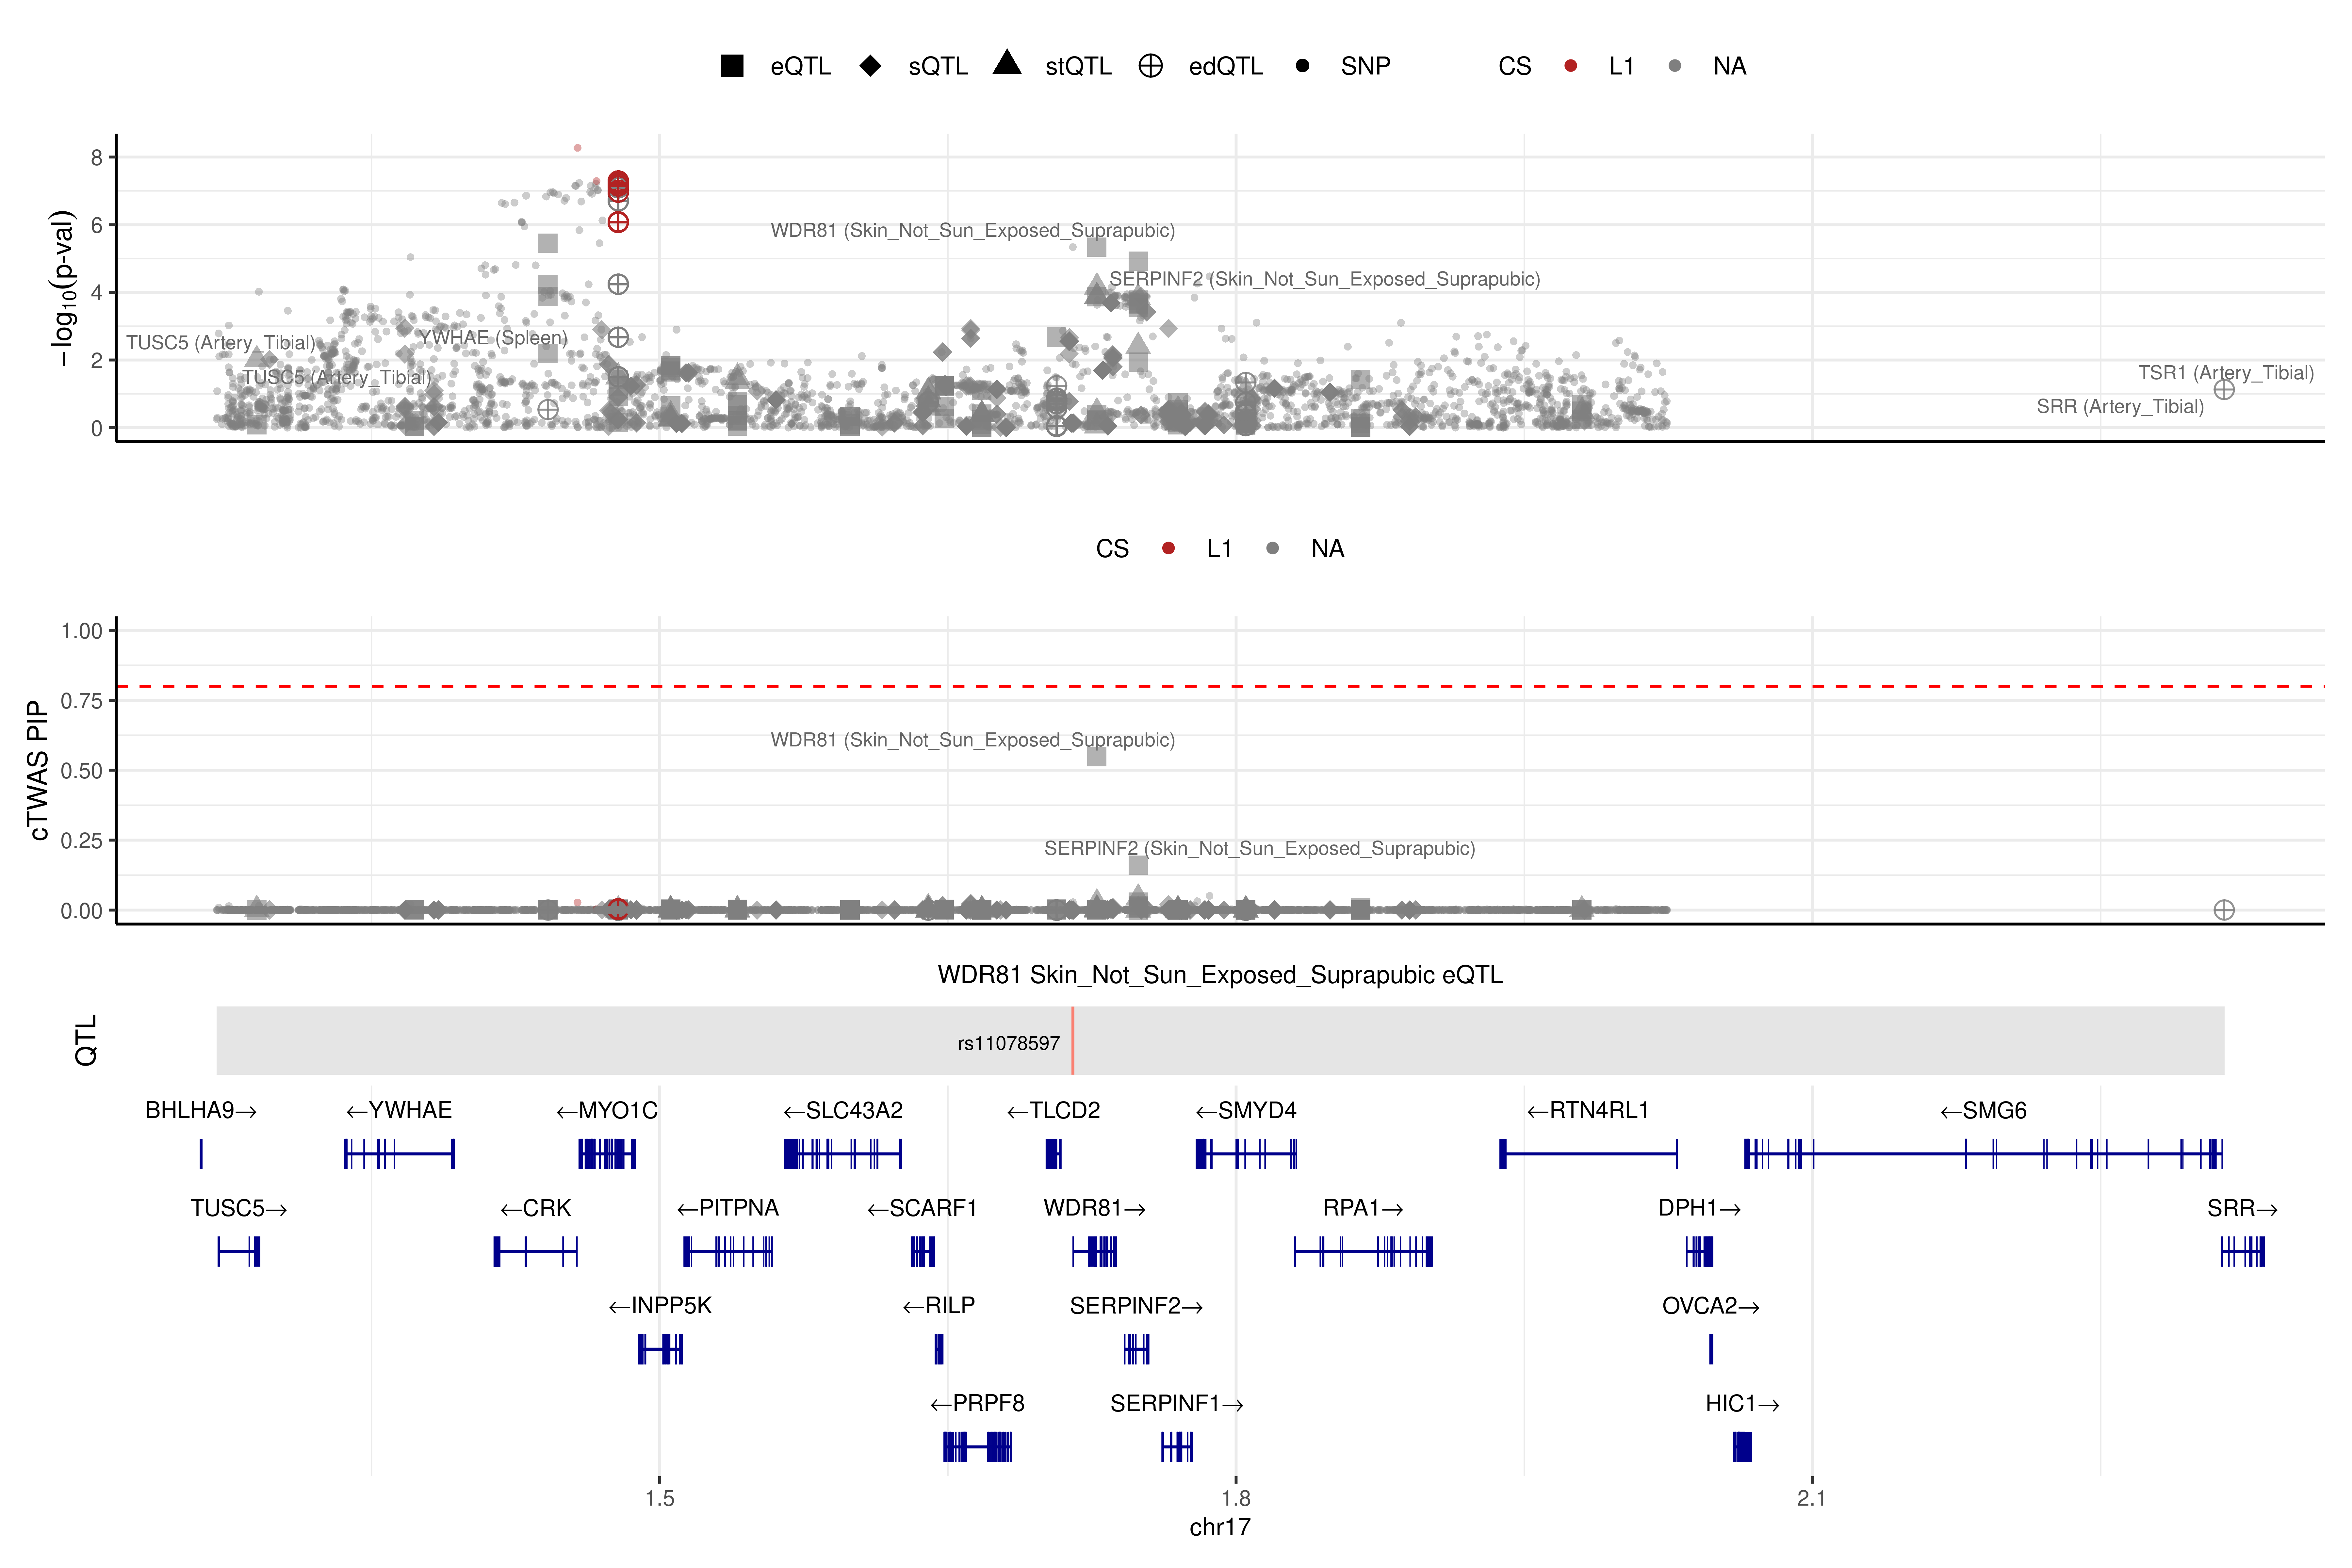 eQTL sQTL stQTL edQTL SNP CS L1 NA
8
6
4
2
0
−log10(p-val)
WDR81 (Skin_Not_Sun_Exposed_Suprapubic)
SERPINF2 (Skin_Not_Sun_Exposed_Suprapubic)
TUSC5 (Artery_Tibial)
YWHAE (Spleen)
TUSC5 (Artery_Tibial)
TSR1 (Artery_Tibial)
SRR (Artery_Tibial)
CS L1 NA
1.00
0.75
0.50
0.25
0.00
cTWAS PIP
WDR81 (Skin_Not_Sun_Exposed_Suprapubic)
SERPINF2 (Skin_Not_Sun_Exposed_Suprapubic)
WDR81 Skin_Not_Sun_Exposed_Suprapubic eQTL
QTL
rs11078597
BHLHA9→ ←YWHAE ←MYO1C ←SLC43A2 ←TLCD2 ←SMYD4 ←RTN4RL1 ←SMG6
TUSC5→ ←CRK ←PITPNA ←SCARF1 WDR81→ RPA1→ DPH1→ SRR→
←INPP5K ←RILP SERPINF2→ OVCA2→
←PRPF8 SERPINF1→ HIC1→
1.5 1.8 2.1
chr17